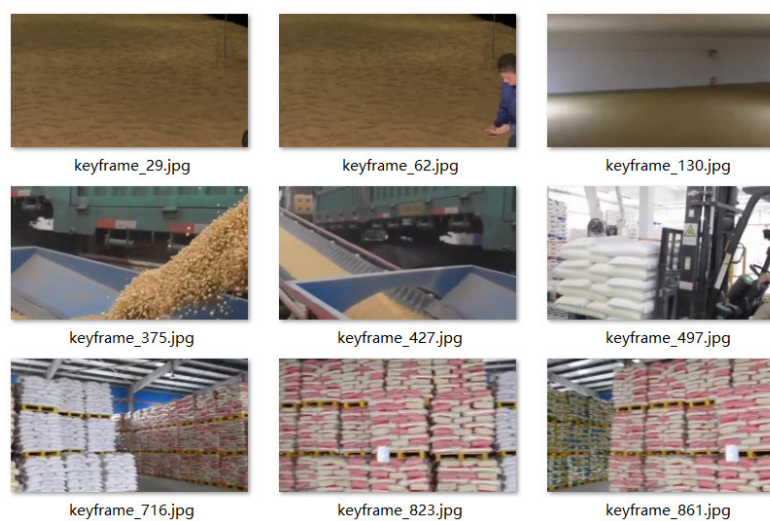 keyframe_29.jpg
keyframe_62.jpg
keyframe_130.jpg
keyframe_375.jpg
keyframe_427.jpg
keyframe_497.jpg
keyframe_716.jpg
keyframe_823.jpg
keyframe_861.jpg